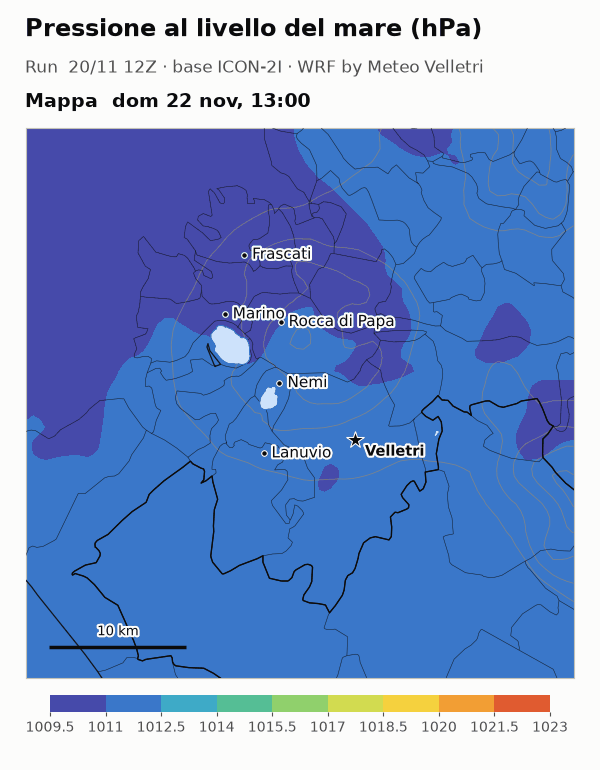 Pressione al livello del mare (hPa)
Run  20/11 12Z · base ICON-2I · WRF by Meteo Velletri
Mappa  dom 22 nov, 13:00
Frascati
Marino
Rocca di Papa
Nemi
Velletri
Lanuvio
10 km
1009.5 1011 1012.5 1014 1015.5 1017 1018.5 1020 1021.5 1023